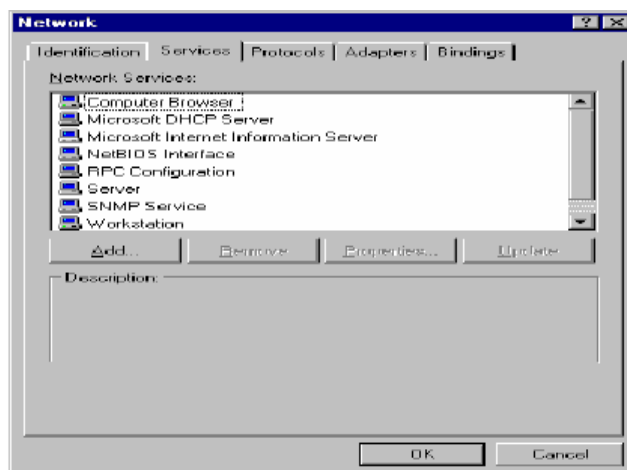 Network
Identification Services Protocols Adapters Bindings
Network Services:
Computer Browser
Microsoft DHCP Server
Microsoft Internet Information Server
NetBIOS Interface
RPC Configuration
Server
SNMP Service
Workstation
Add... Remove Properties... Update
Description:
OK Cancel